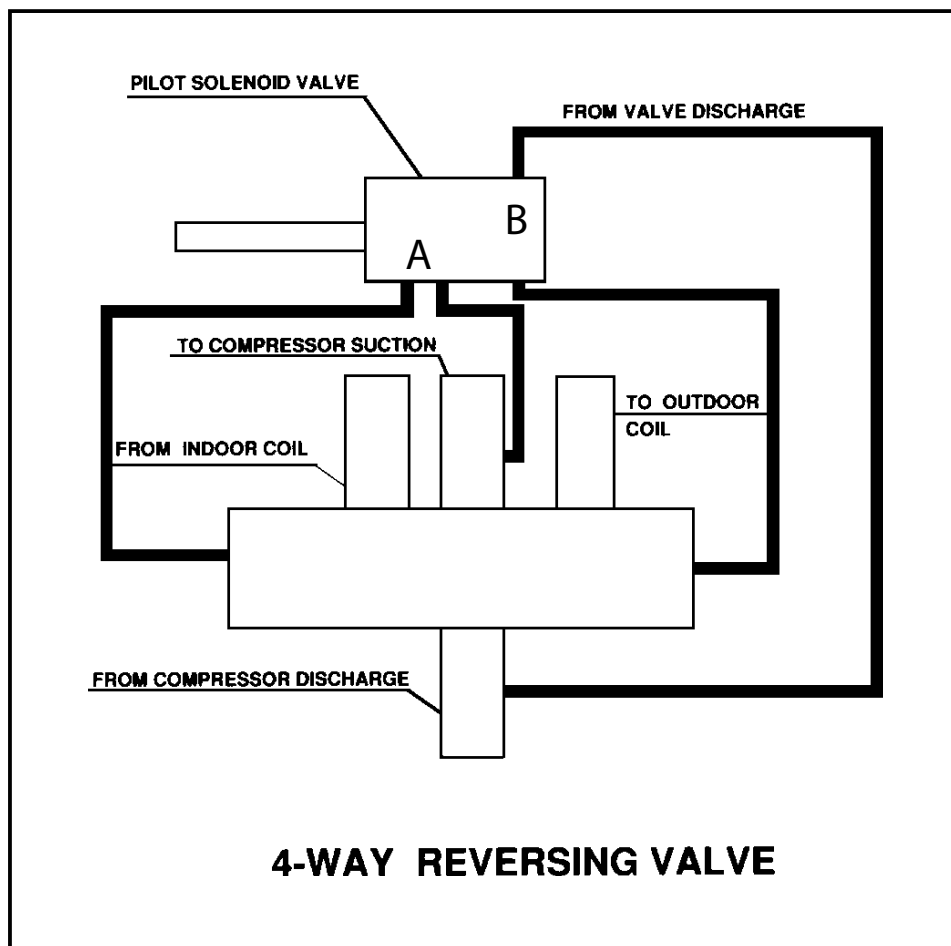 PILOT SOLENOID VALVE
FROM VALVE DISCHARGE
B
A
TO COMPRESSOR SUCTION
TO OUTDOOR
COIL
FROM INDOOR COIL
FROM COMPRESSOR DISCHARGE
4-WAY REVERSING VALVE